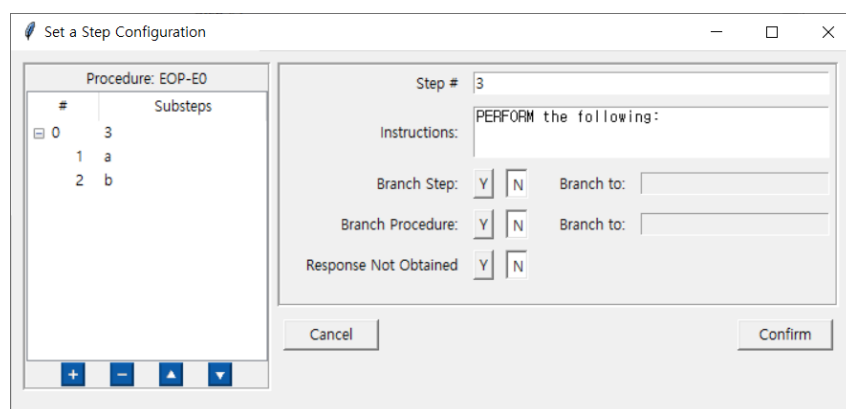 Set a Step Configuration
Procedure: EOP-E0
# Substeps
0 3
1 a
2 b
Step # 3
Instructions: PERFORM the following:
Branch Step: Y N Branch to:
Branch Procedure: Y N Branch to:
Response Not Obtained Y N
Cancel Confirm